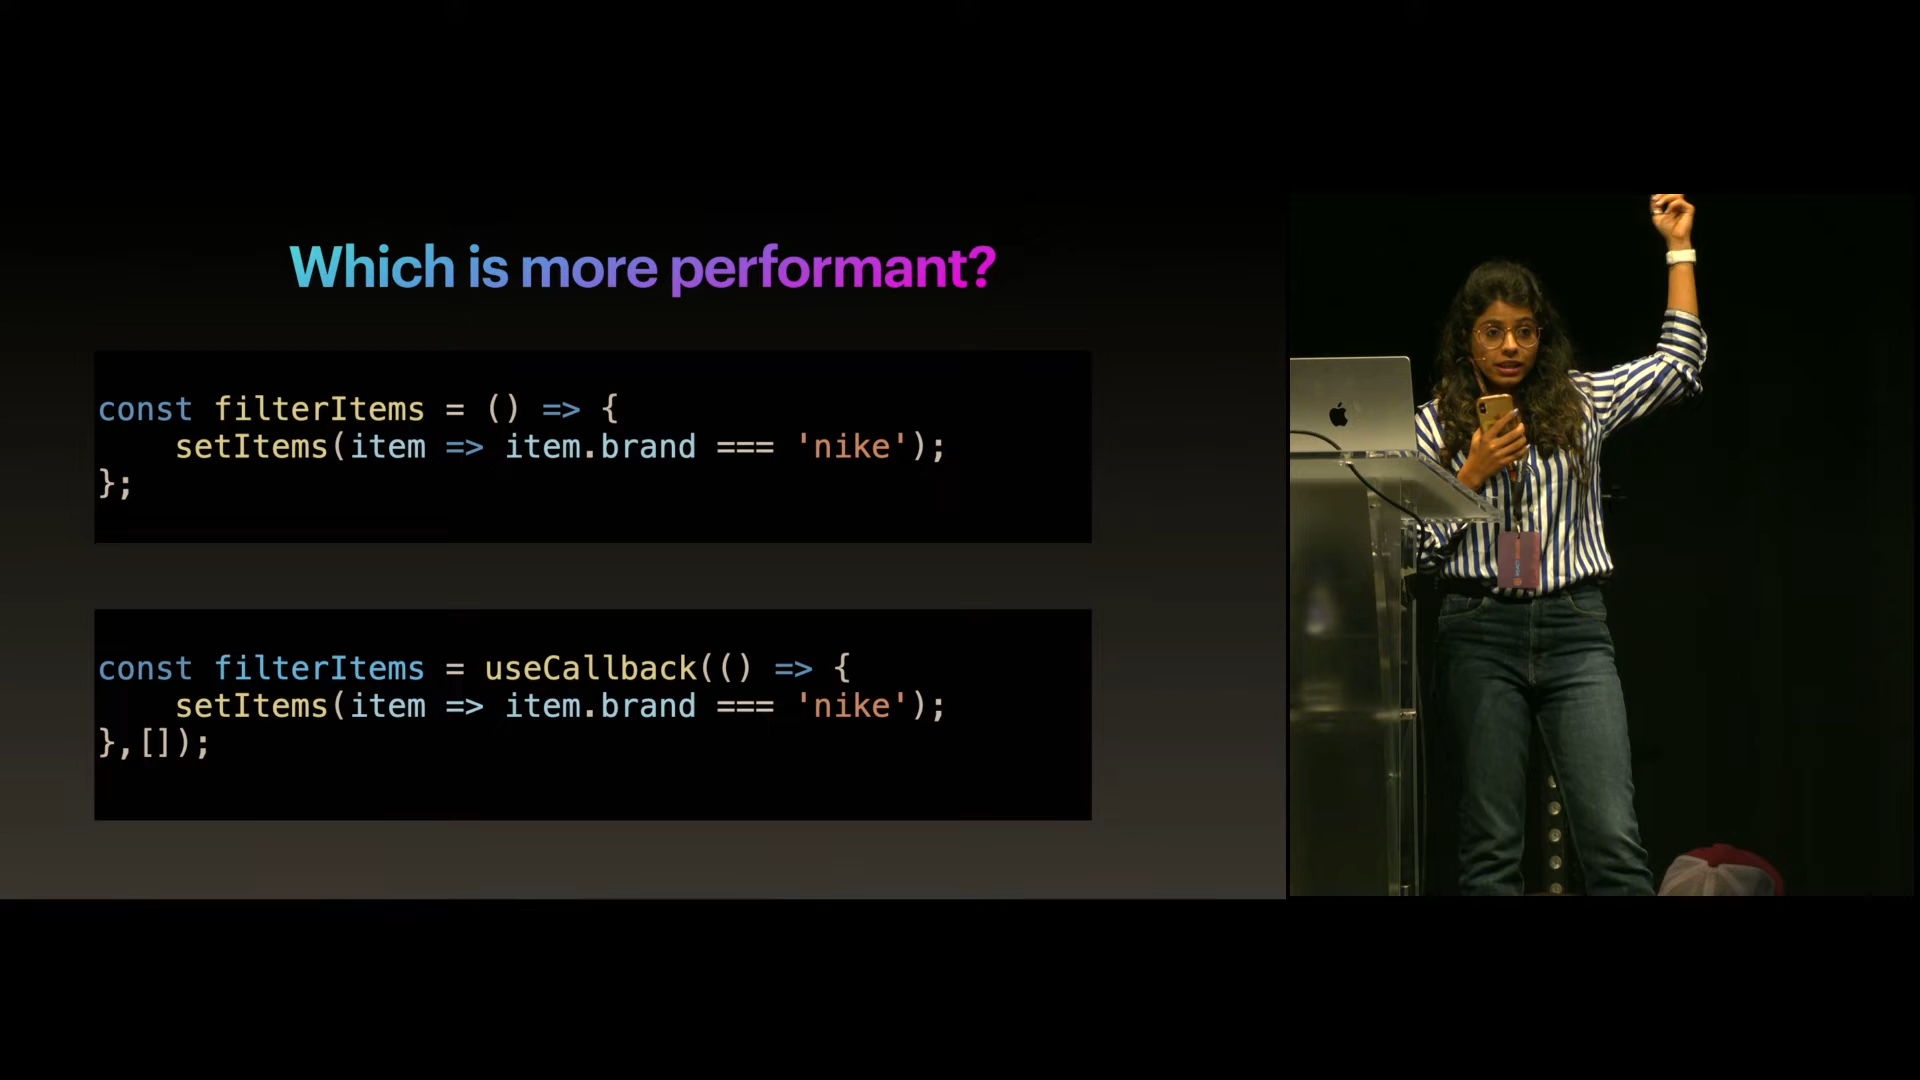 Which is more performant?
const filterItems = () => {
    setItems(item => item.brand === 'nike');
};
const filterItems = useCallback(() => {
    setItems(item => item.brand === 'nike');
},[]);